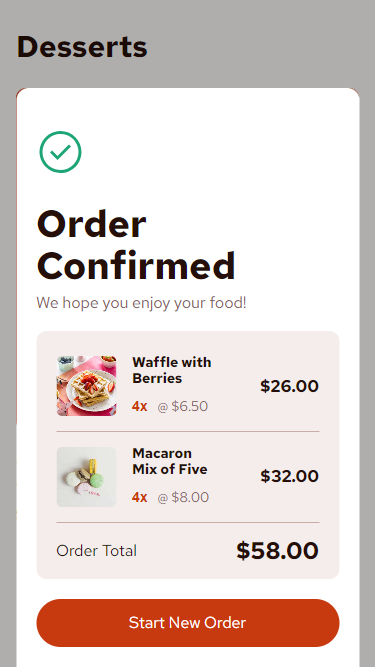 Desserts
Order
Confirmed
We hope you enjoy your food!
Waffle with
Berries
4x @ $6.50
$26.00
Macaron
Mix of Five
4x @ $8.00
$32.00
Order Total $58.00
Start New Order